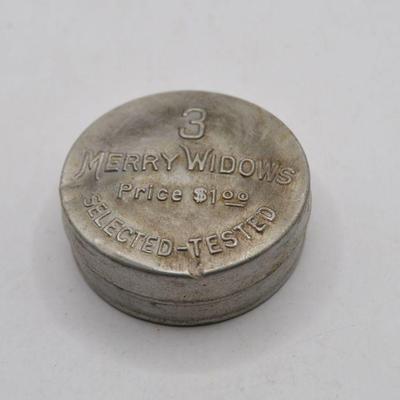 3
MERRY WIDOWS
Price $1.00
SELECTED-TESTED